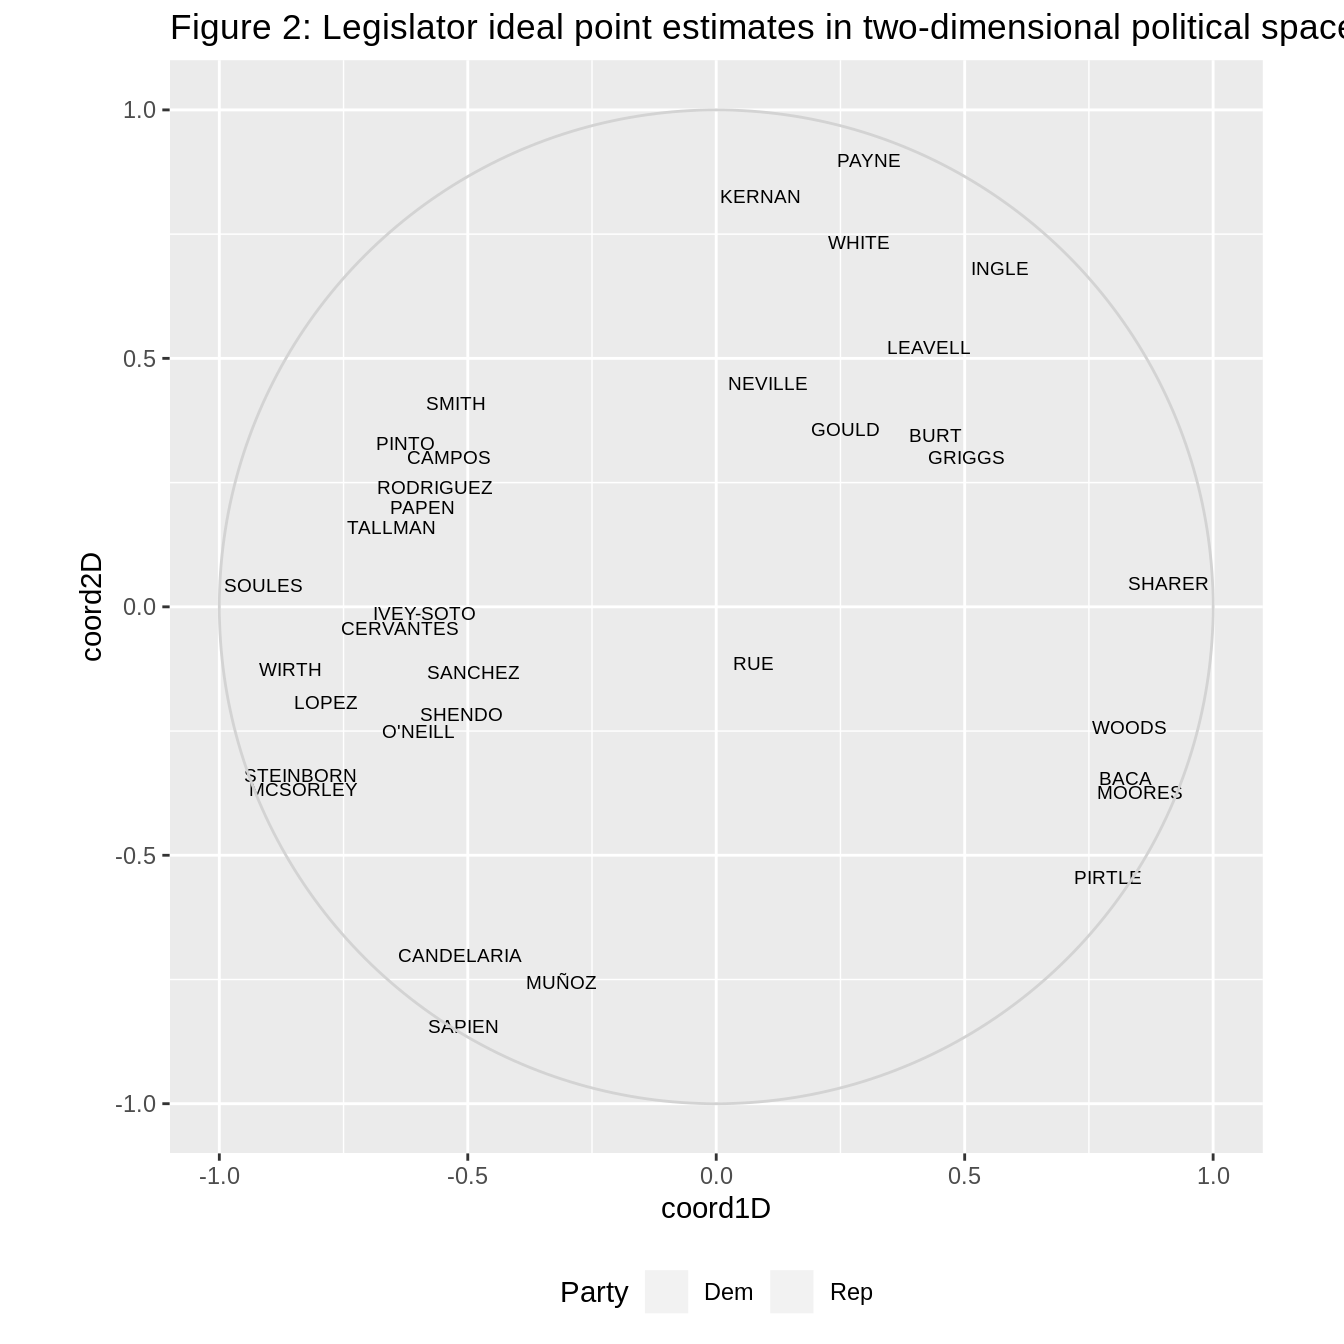 Figure 2: Legislator ideal point estimates in two-dimensional political space
1.0
PAYNE
KERNAN
WHITE
INGLE
0.5
LEAVELL
NEVILLE
SMITH
GOULD
BURT
PINTO
CAMPOS
GRIGGS
RODRIGUEZ
PAPEN
TALLMAN
SOULES
SHARER
coord2D
0.0
IVEY-SOTO
CERVANTES
WIRTH
SANCHEZ
RUE
LOPEZ
SHENDO
O'NEILL
WOODS
STEINBORN
MCSORLEY
BACA
MOORES
-0.5
PIRTLE
CANDELARIA
MUÑOZ
SAPIEN
-1.0
-1.0 -0.5 0.0 0.5 1.0
coord1D
Party Dem Rep